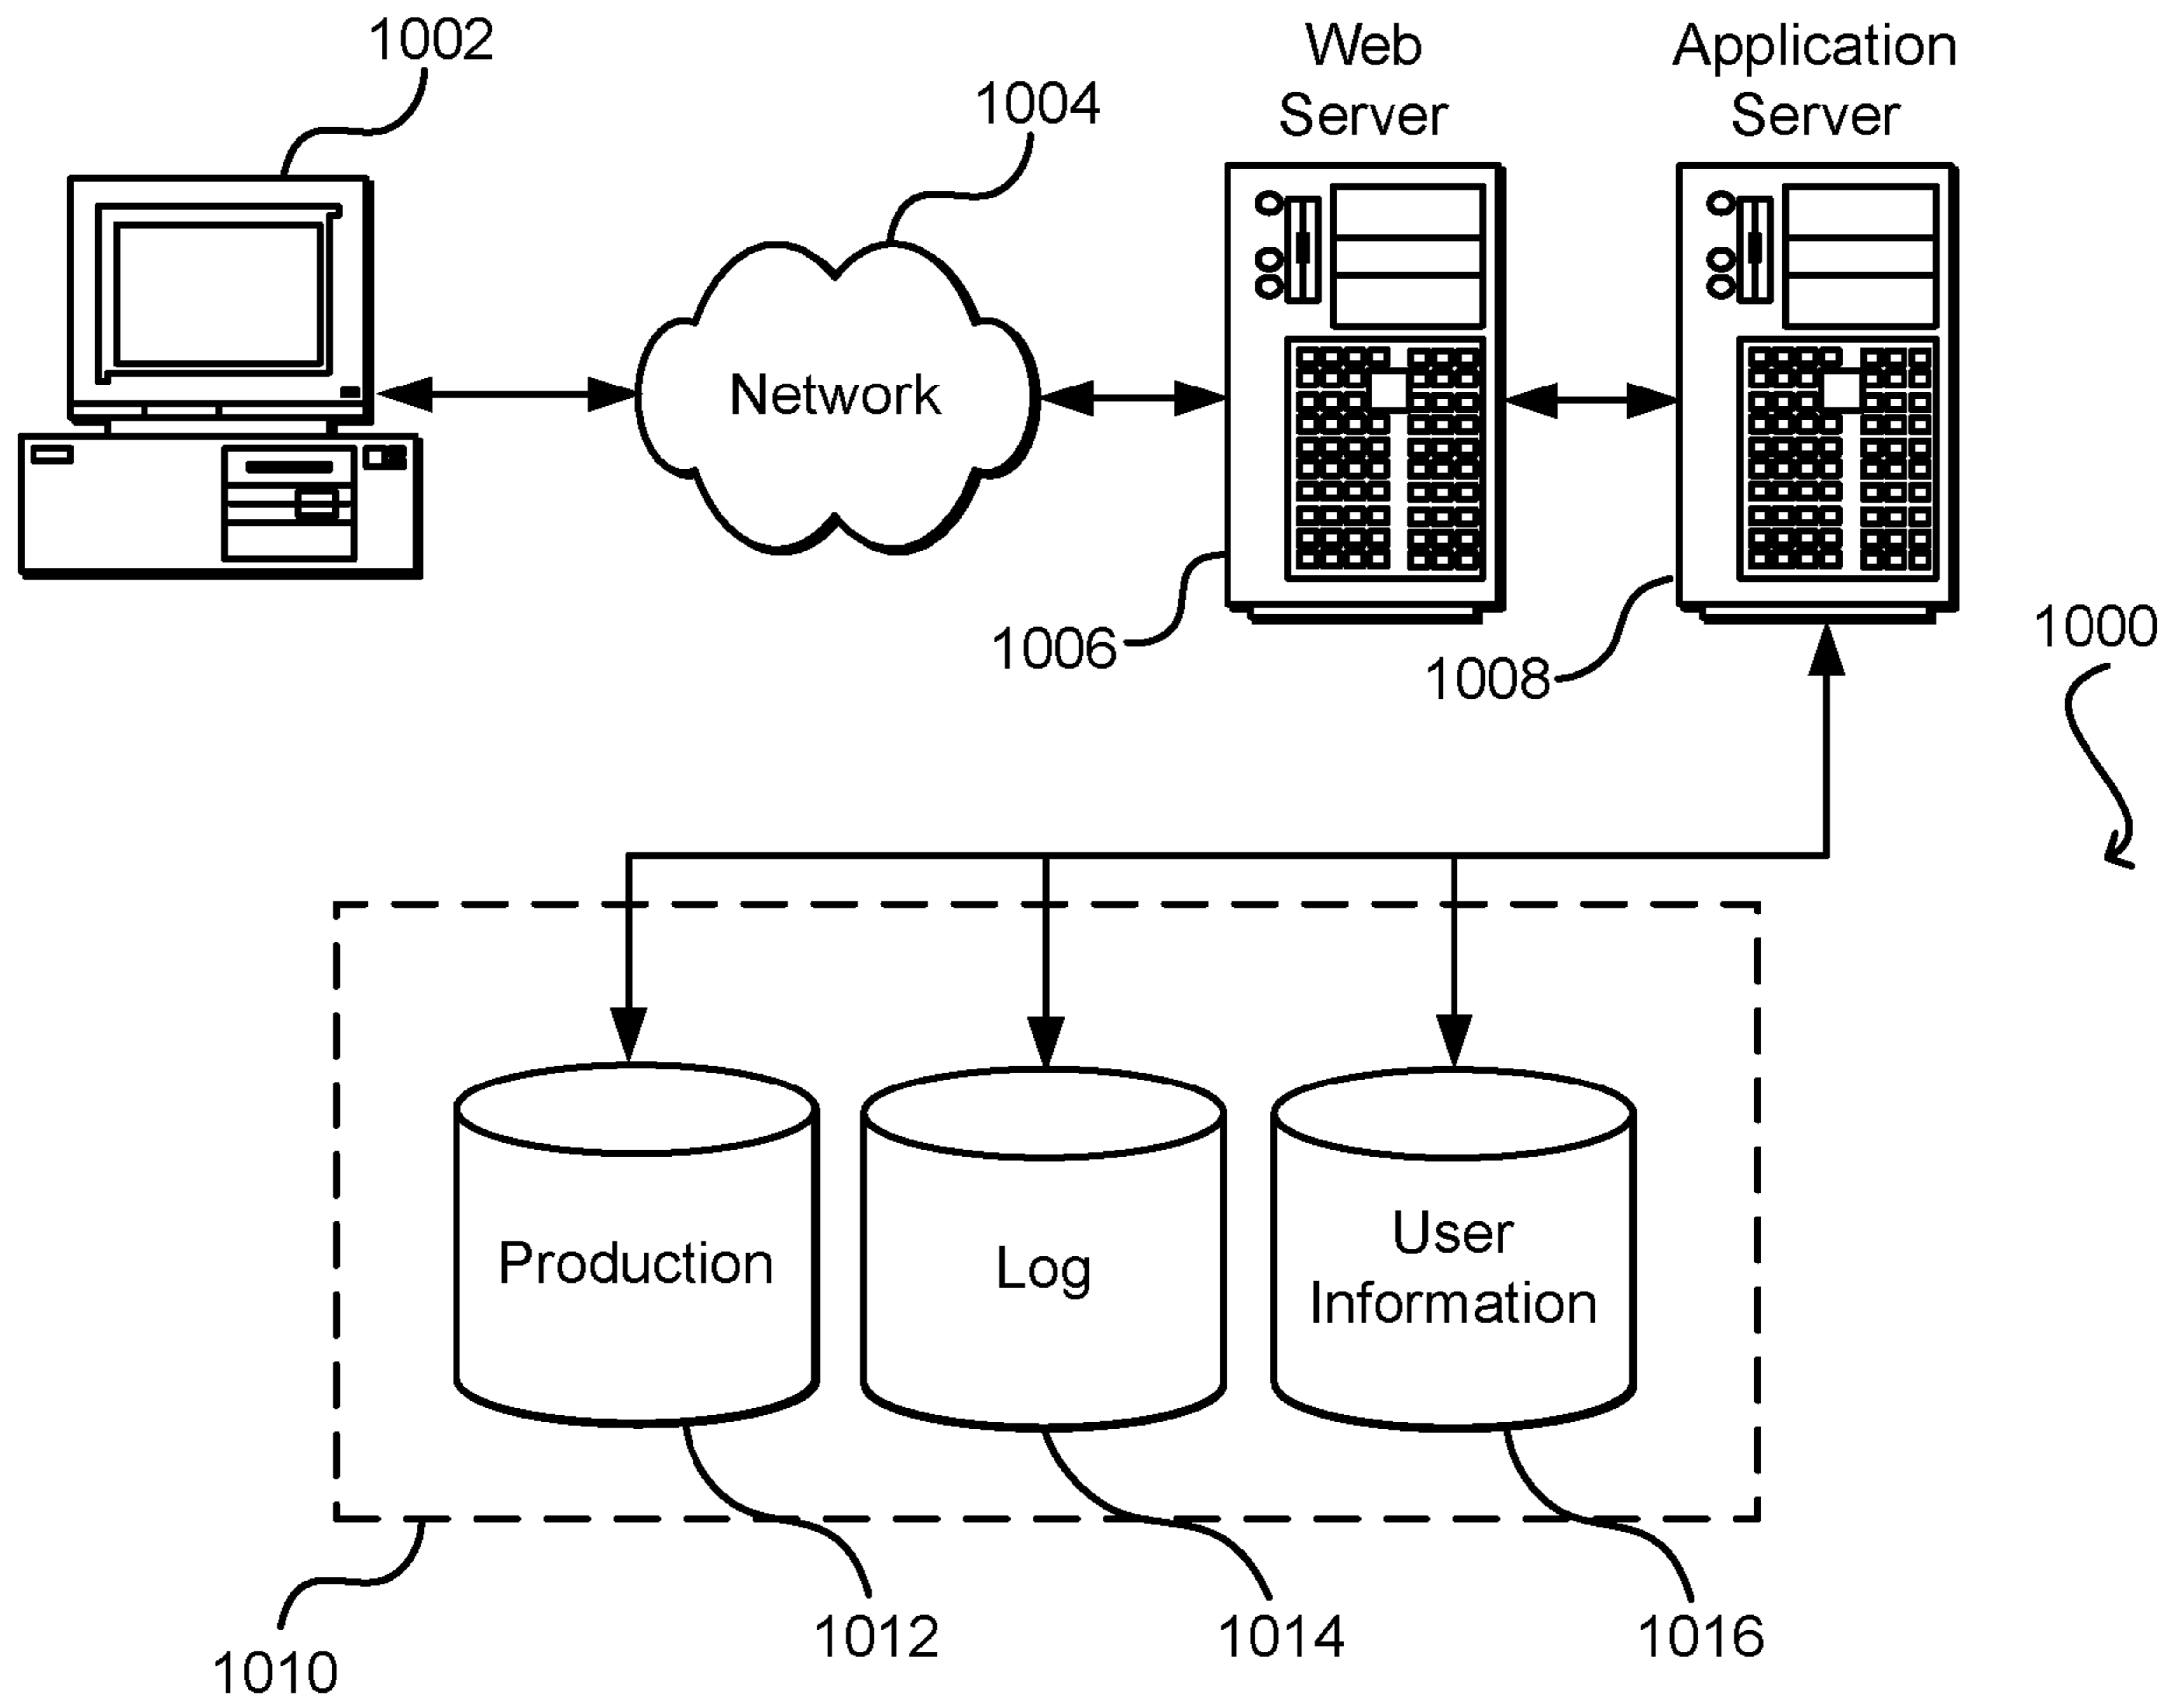 1002
1004
Web
Server
Application
Server
Network
1006
1008
1000
Production
Log
User
Information
1010
1012
1014
1016